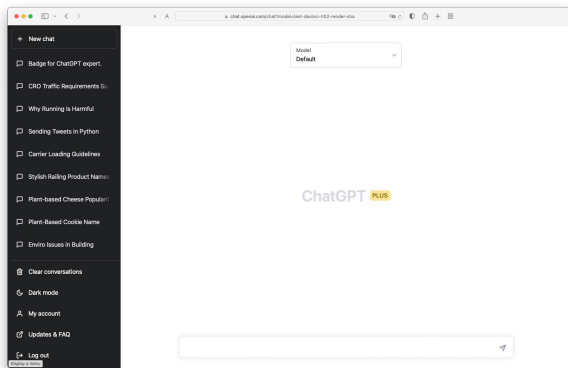 chat.openai.com/chat?model=text-davinci-002-render-sha
New chat
Badge for ChatGPT expert.
CRO Traffic Requirements Su
Why Running Is Harmful
Sending Tweets in Python
Carrier Loading Guidelines
Stylish Railing Product Names
Plant-based Cheese Popularit
Plant-Based Cookie Name
Enviro Issues in Building
Clear conversations
Dark mode
My account
Updates & FAQ
Log out
Display a menu
Model
Default
ChatGPT PLUS